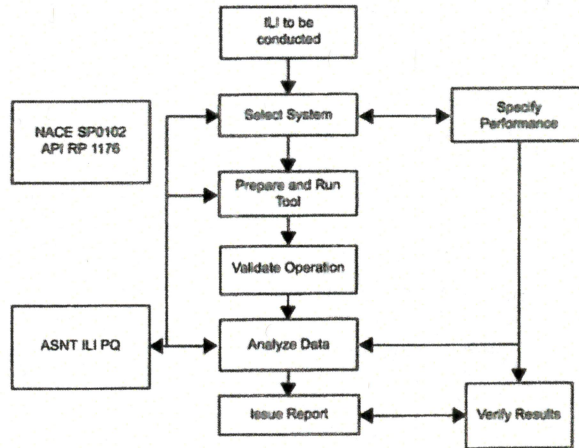 ILI to be
conducted
NACE SP0102
API RP 1176
Select System
Specify
Performance
Prepare and Run
Tool
Validate Operation
ASNT ILI PQ
Analyze Data
Issue Report
Verify Results